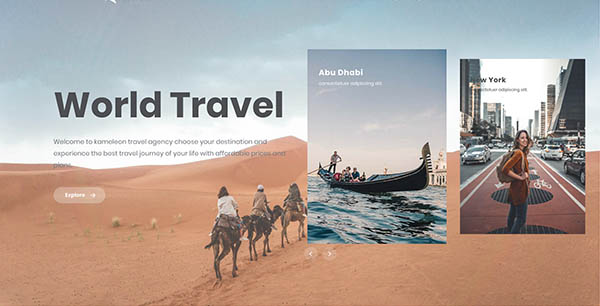 World Travel
Welcome to kameleon travel agency choose your destination and
experience the best travel journey of your life with affordable prices and
plans.
Explore
Abu Dhabi
consectetuer adipiscing elit.
New York
consectetuer adipiscing elit.